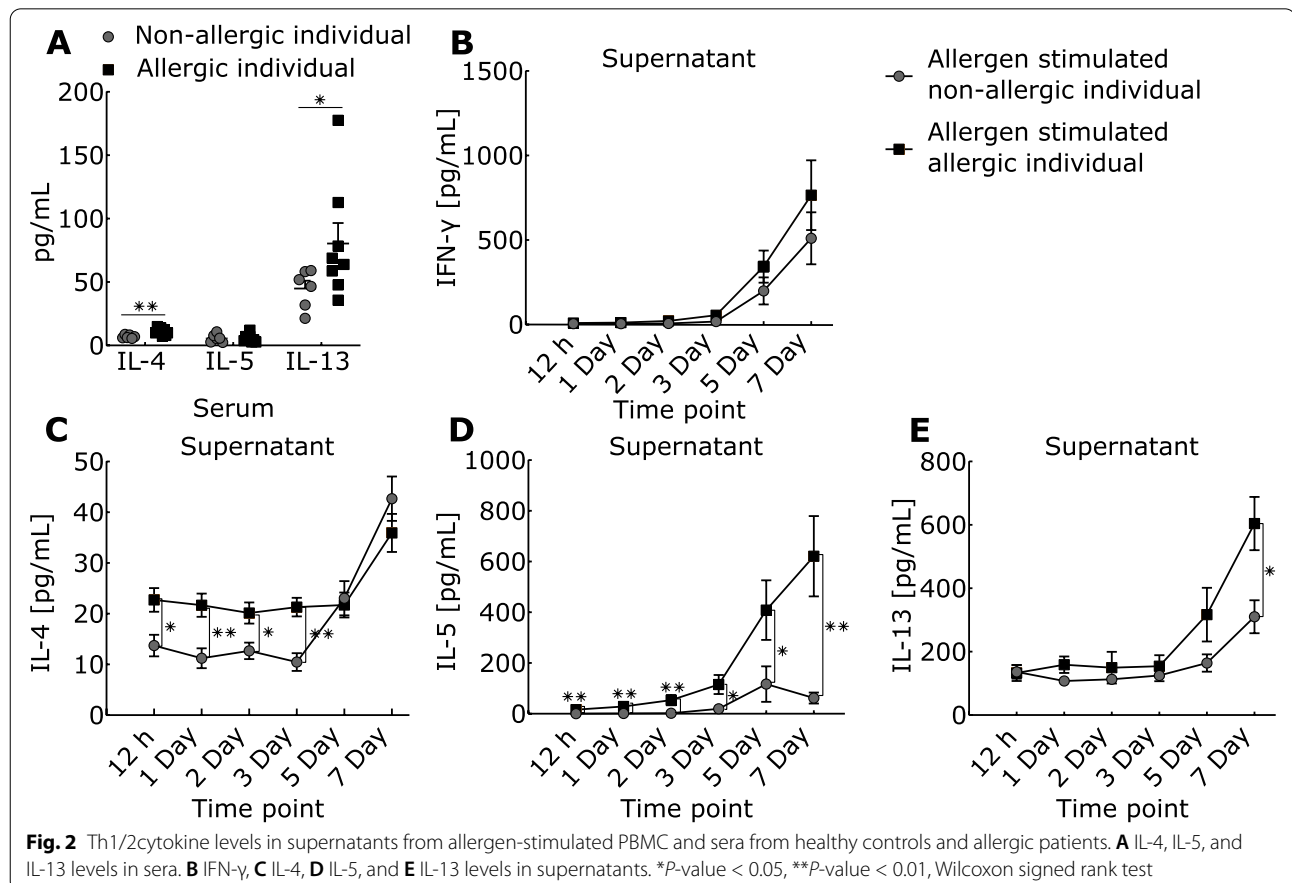 A
Non-allergic individual
Allergic individual
200
150
100
50
0
pg/mL
**
*
IL-4
IL-5
IL-13
Serum
B
Supernatant
1500
1000
500
0
IFN-γ [pg/mL]
12 h
1 Day
2 Day
3 Day
5 Day
7 Day
Time point
Allergen stimulated
non-allergic individual
Allergen stimulated
allergic individual
C
Supernatant
50
40
30
20
10
0
IL-4 [pg/mL]
*
**
*
**
12 h
1 Day
2 Day
3 Day
5 Day
7 Day
Time point
D
Supernatant
1000
800
600
400
200
0
IL-5 [pg/mL]
**
**
**
*
*
**
12 h
1 Day
2 Day
3 Day
5 Day
7 Day
Time point
E
Supernatant
800
600
400
200
0
IL-13 [pg/mL]
*
12 h
1 Day
2 Day
3 Day
5 Day
7 Day
Time point
Fig. 2 Th1/2cytokine levels in supernatants from allergen-stimulated PBMC and sera from healthy controls and allergic patients. A IL-4, IL-5, and
IL-13 levels in sera. B IFN-γ, C IL-4, D IL-5, and E IL-13 levels in supernatants. *P-value < 0.05, **P-value < 0.01, Wilcoxon signed rank test